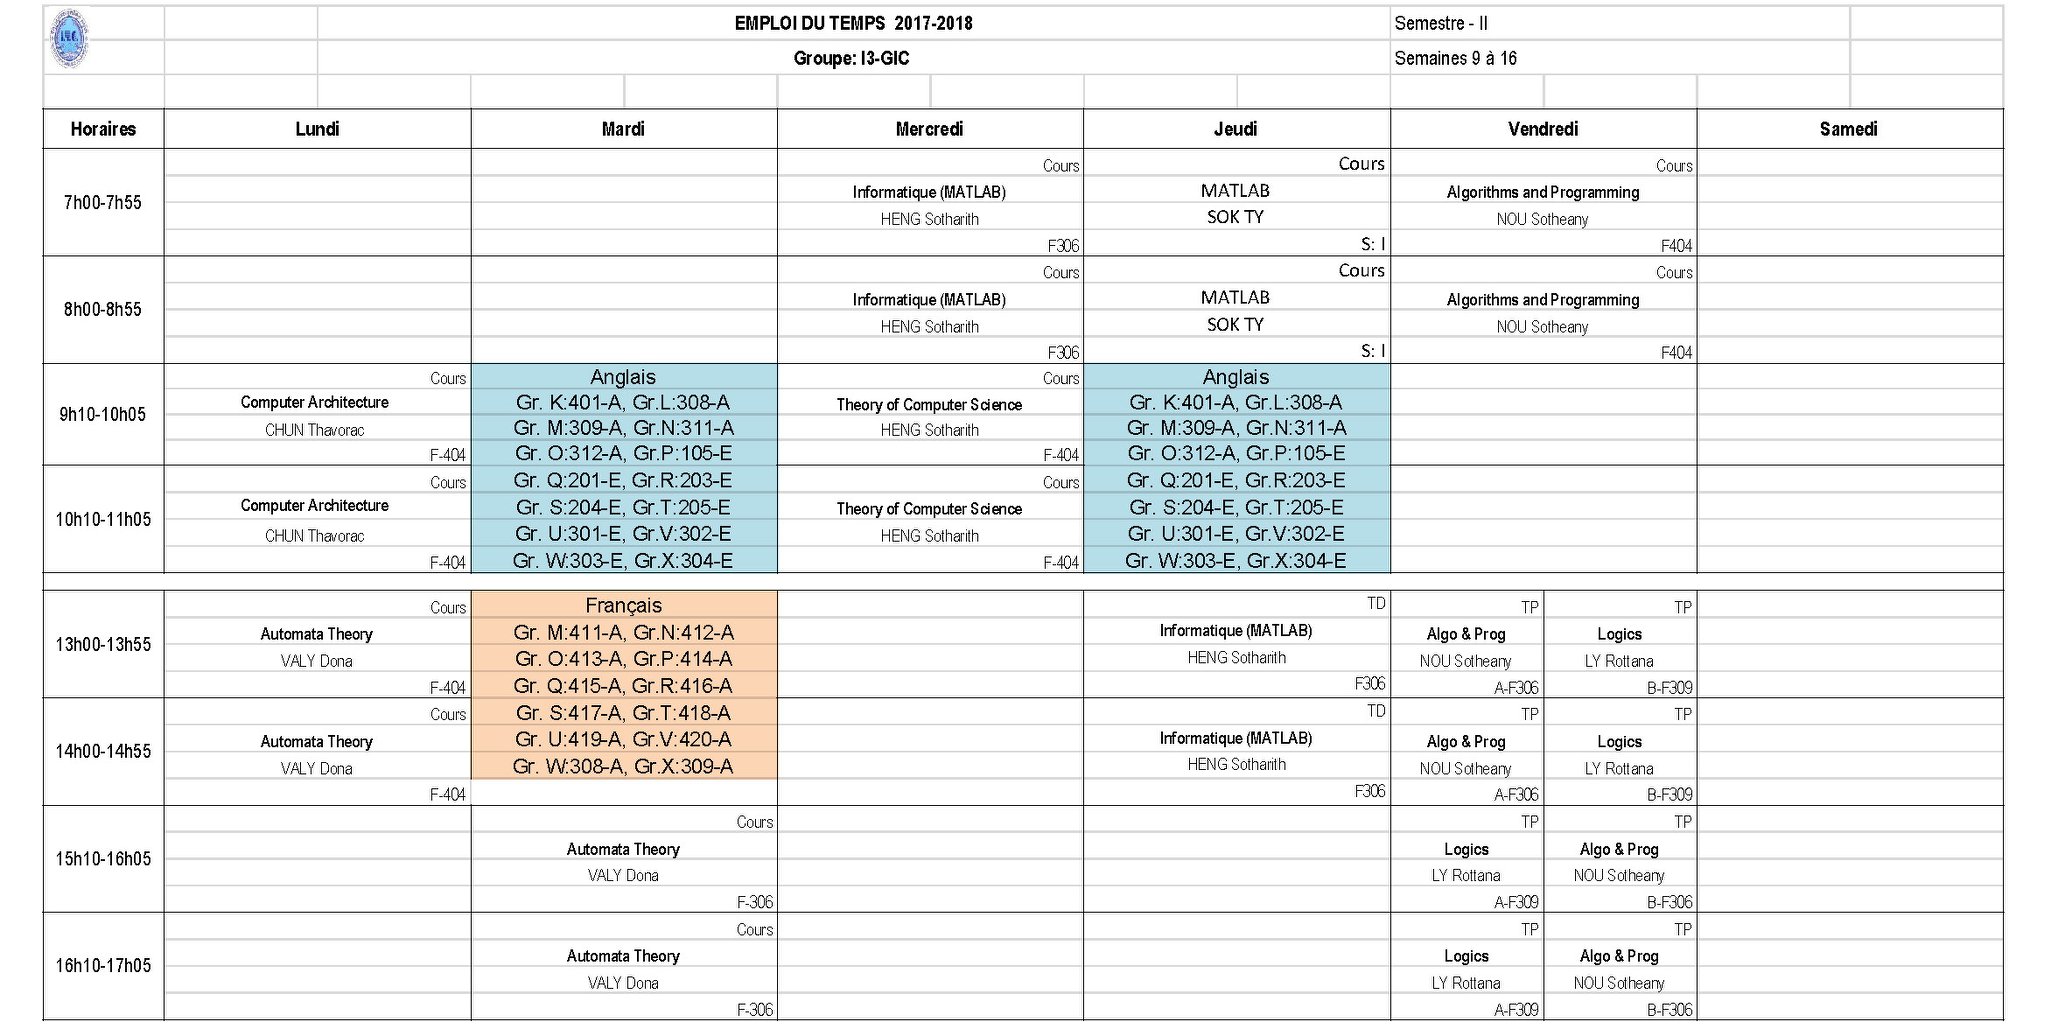 EMPLOI DU TEMPS 2017-2018 Semestre - II
Groupe: I3-GIC Semaines 9 à 16
Horaires Lundi Mardi Mercredi Jeudi Vendredi Samedi
7h00-7h55
Cours Cours Cours
Informatique (MATLAB) MATLAB Algorithms and Programming
HENG Sotharith SOK TY NOU Sotheany
F306 S: I F404
8h00-8h55
Cours Cours Cours
Informatique (MATLAB) MATLAB Algorithms and Programming
HENG Sotharith SOK TY NOU Sotheany
F306 S: I F404
9h10-10h05
Cours Anglais Cours Anglais
Computer Architecture Gr. K:401-A, Gr.L:308-A Theory of Computer Science Gr. K:401-A, Gr.L:308-A
CHUN Thavorac Gr. M:309-A, Gr.N:311-A HENG Sotharith Gr. M:309-A, Gr.N:311-A
F-404 Gr. O:312-A, Gr.P:105-E F-404 Gr. O:312-A, Gr.P:105-E
10h10-11h05
Cours Gr. Q:201-E, Gr.R:203-E Cours Gr. Q:201-E, Gr.R:203-E
Computer Architecture Gr. S:204-E, Gr.T:205-E Theory of Computer Science Gr. S:204-E, Gr.T:205-E
CHUN Thavorac Gr. U:301-E, Gr.V:302-E HENG Sotharith Gr. U:301-E, Gr.V:302-E
F-404 Gr. W:303-E, Gr.X:304-E F-404 Gr. W:303-E, Gr.X:304-E
13h00-13h55
Cours Français TD TP TP
Automata Theory Gr. M:411-A, Gr.N:412-A Informatique (MATLAB) Algo & Prog Logics
VALY Dona Gr. O:413-A, Gr.P:414-A HENG Sotharith NOU Sotheany LY Rottana
F-404 Gr. Q:415-A, Gr.R:416-A F306 A-F306 B-F309
14h00-14h55
Cours Gr. S:417-A, Gr.T:418-A TD TP TP
Automata Theory Gr. U:419-A, Gr.V:420-A Informatique (MATLAB) Algo & Prog Logics
VALY Dona Gr. W:308-A, Gr.X:309-A HENG Sotharith NOU Sotheany LY Rottana
F-404 F306 A-F306 B-F309
15h10-16h05
Cours TP TP
Automata Theory Logics Algo & Prog
VALY Dona LY Rottana NOU Sotheany
F-306 A-F309 B-F306
16h10-17h05
Cours TP TP
Automata Theory Logics Algo & Prog
VALY Dona LY Rottana NOU Sotheany
F-306 A-F309 B-F306